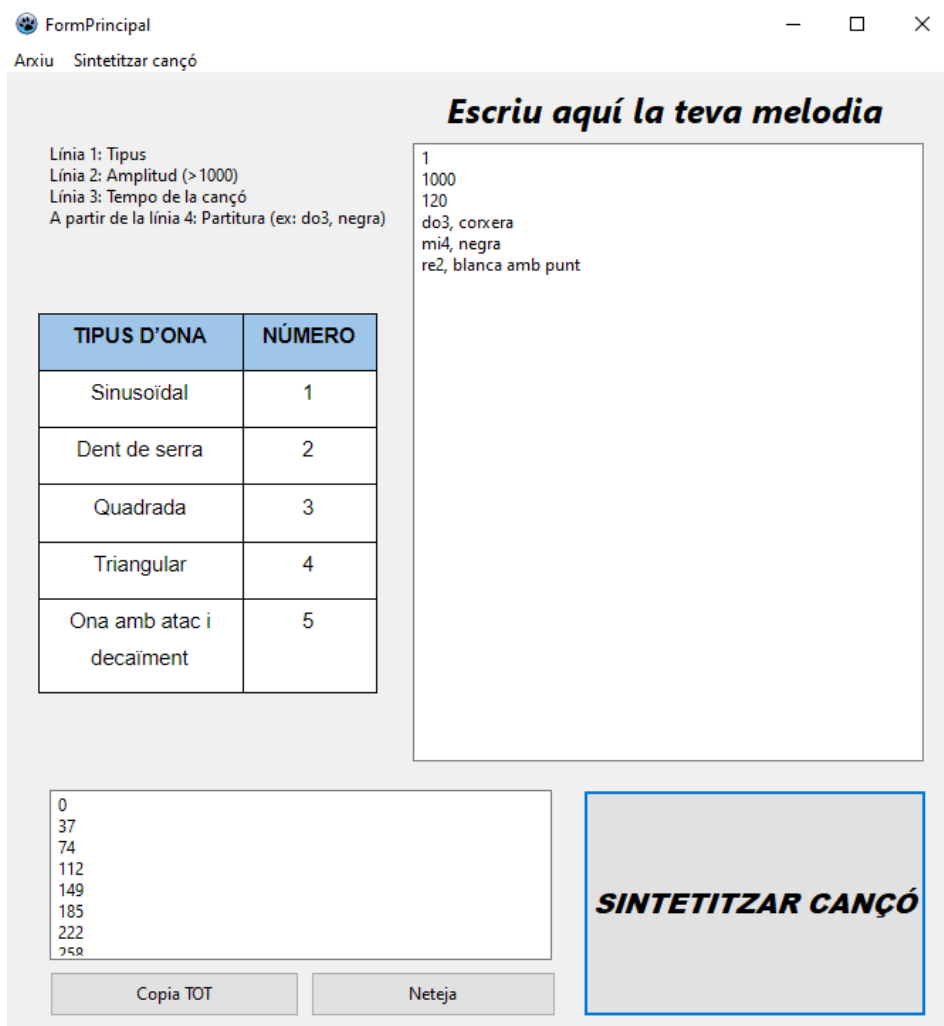 FormPrincipal
Arxiu Sintetitzar cançó
Escriu aquí la teva melodia
Línia 1: Tipus
Línia 2: Amplitud (>1000)
Línia 3: Tempo de la cançó
A partir de la línia 4: Partitura (ex: do3, negra)
1
1000
120
do3, corxera
mi4, negra
re2, blanca amb punt
TIPUS D'ONA NÚMERO
Sinusoïdal 1
Dent de serra 2
Quadrada 3
Triangular 4
Ona amb atac i 5
decaïment
0
37
74
112
149
185
222
258
SINTETITZAR CANÇÓ
Copia TOT Neteja